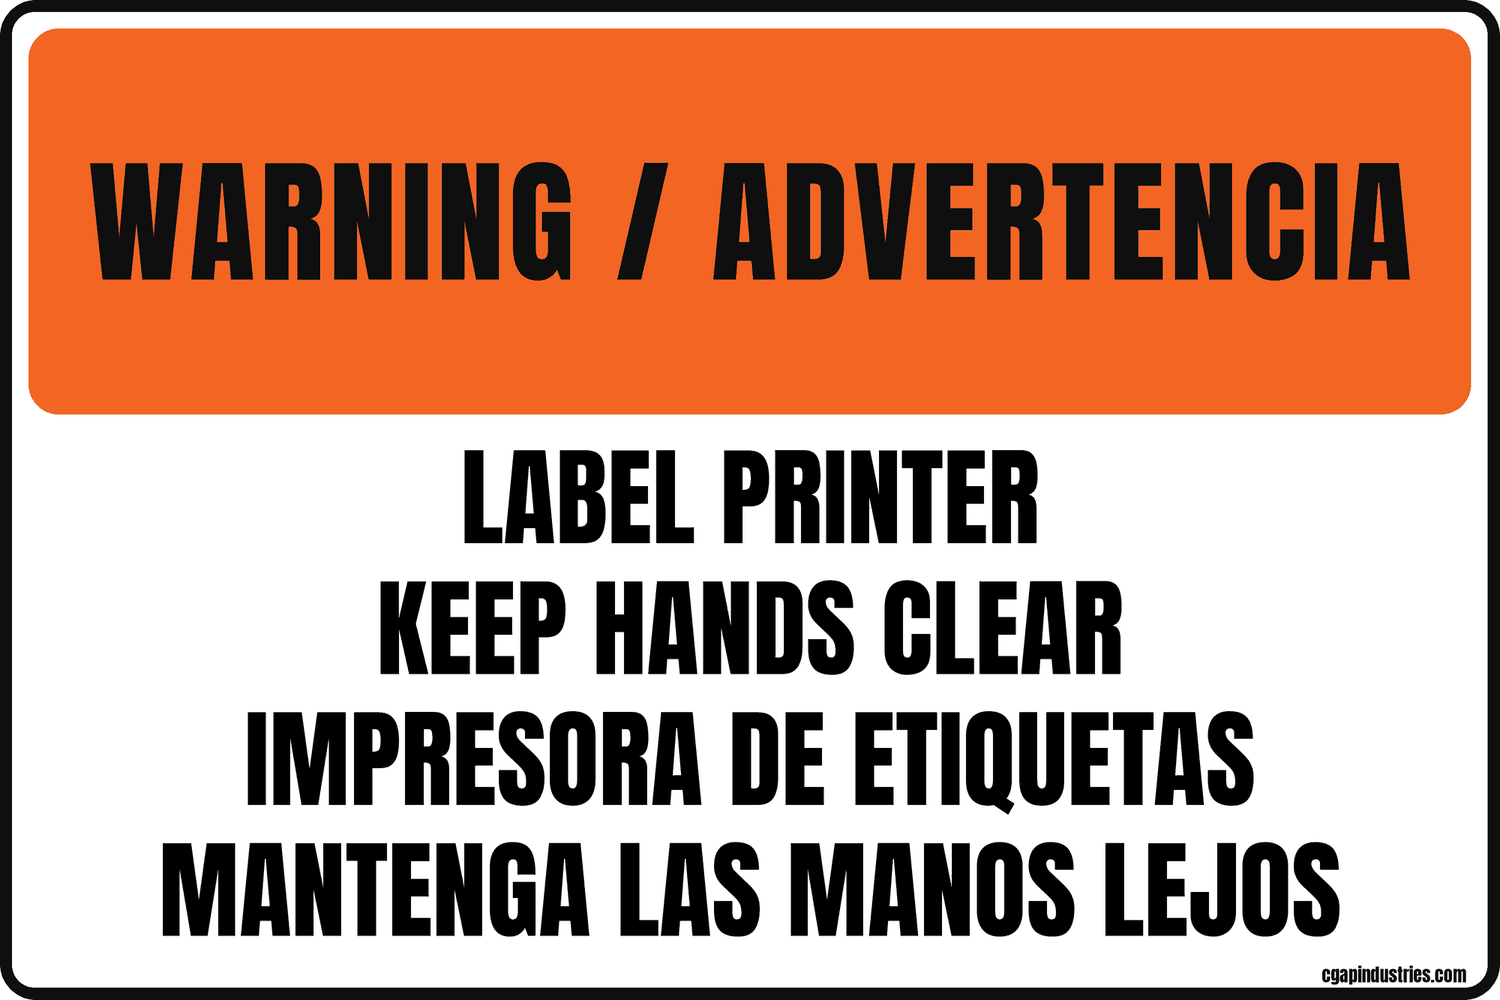 WARNING / ADVERTENCIA
LABEL PRINTER
KEEP HANDS CLEAR
IMPRESORA DE ETIQUETAS
MANTENGA LAS MANOS LEJOS
cgapindustries.com